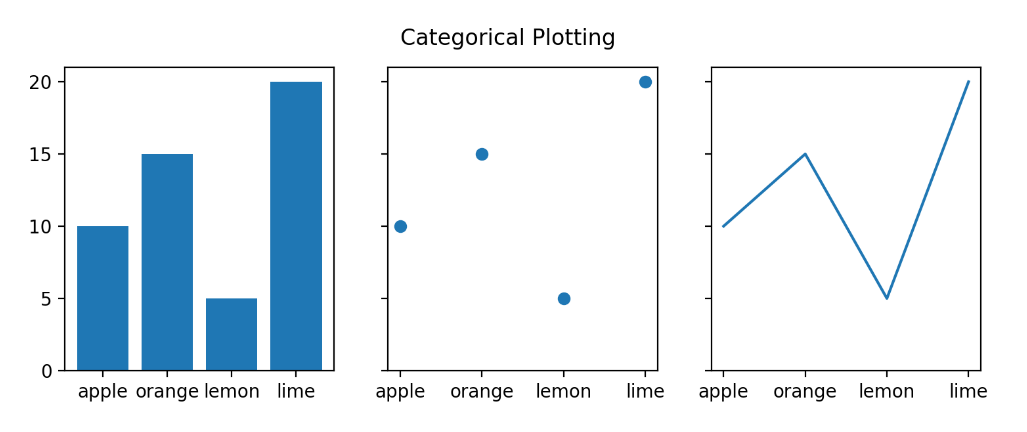 Categorical Plotting
20
15
10
5
0
apple orange lemon lime
apple orange lemon lime
apple orange lemon lime